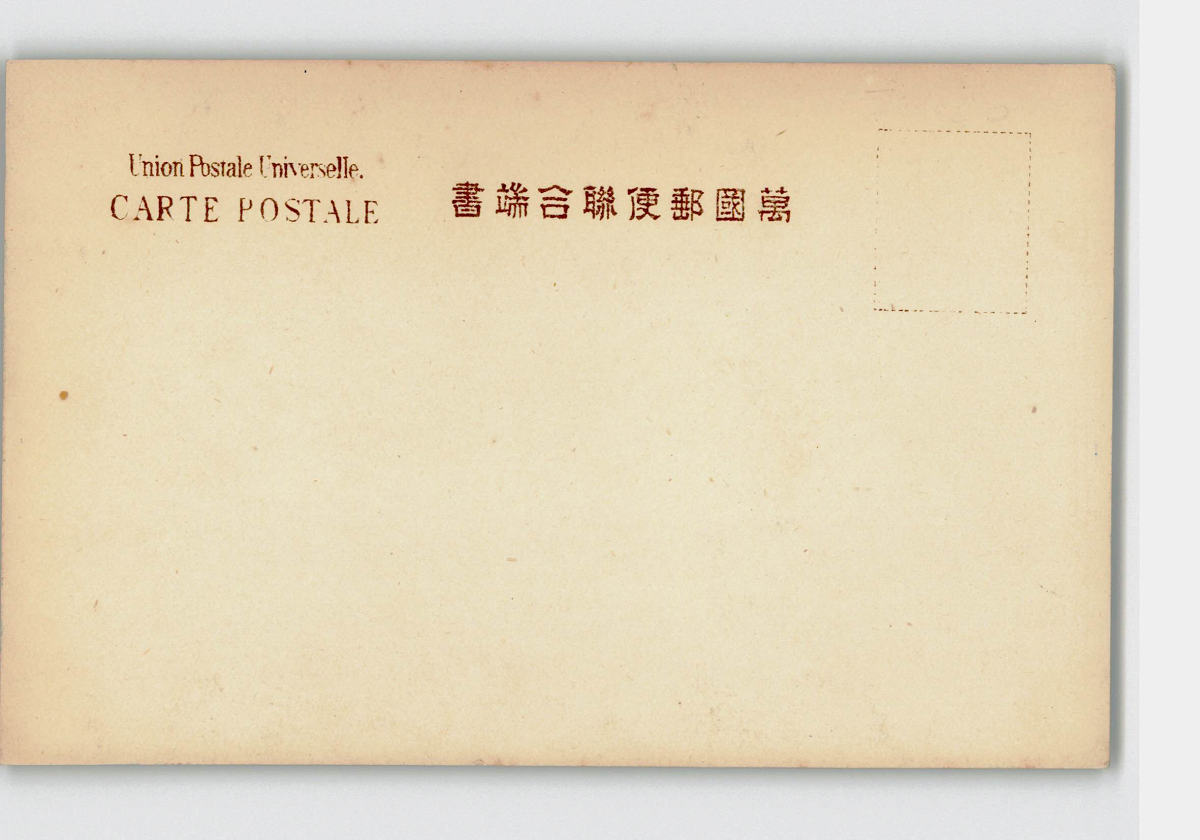 Union Postale Universelle.
CARTE POSTALE
萬國郵便聯合端書